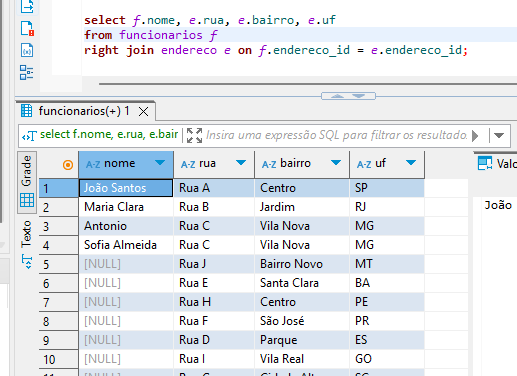 select f.nome, e.rua, e.bairro, e.uf
from funcionarios f
right join endereco e on f.endereco_id = e.endereco_id;
funcionarios(+) 1
select f.nome, e.rua, e.bair
Insira uma expressão SQL para filtrar os resultado
Grade
Texto
A-Z nome A-Z rua A-Z bairro A-Z uf
1 João Santos Rua A Centro SP
2 Maria Clara Rua B Jardim RJ
3 Antonio Rua C Vila Nova MG
4 Sofia Almeida Rua C Vila Nova MG
5 [NULL] Rua J Bairro Novo MT
6 [NULL] Rua E Santa Clara BA
7 [NULL] Rua H Centro PE
8 [NULL] Rua F São José PR
9 [NULL] Rua D Parque ES
10 [NULL] Rua I Vila Real GO
Valo
João